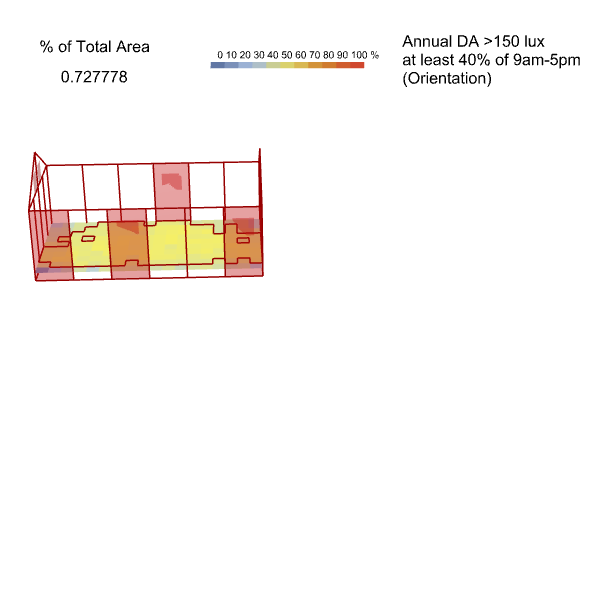 % of Total Area
0.727778
0 10 20 30 40 50 60 70 80 90 100 %
Annual DA >150 lux
at least 40% of 9am-5pm
(Orientation)